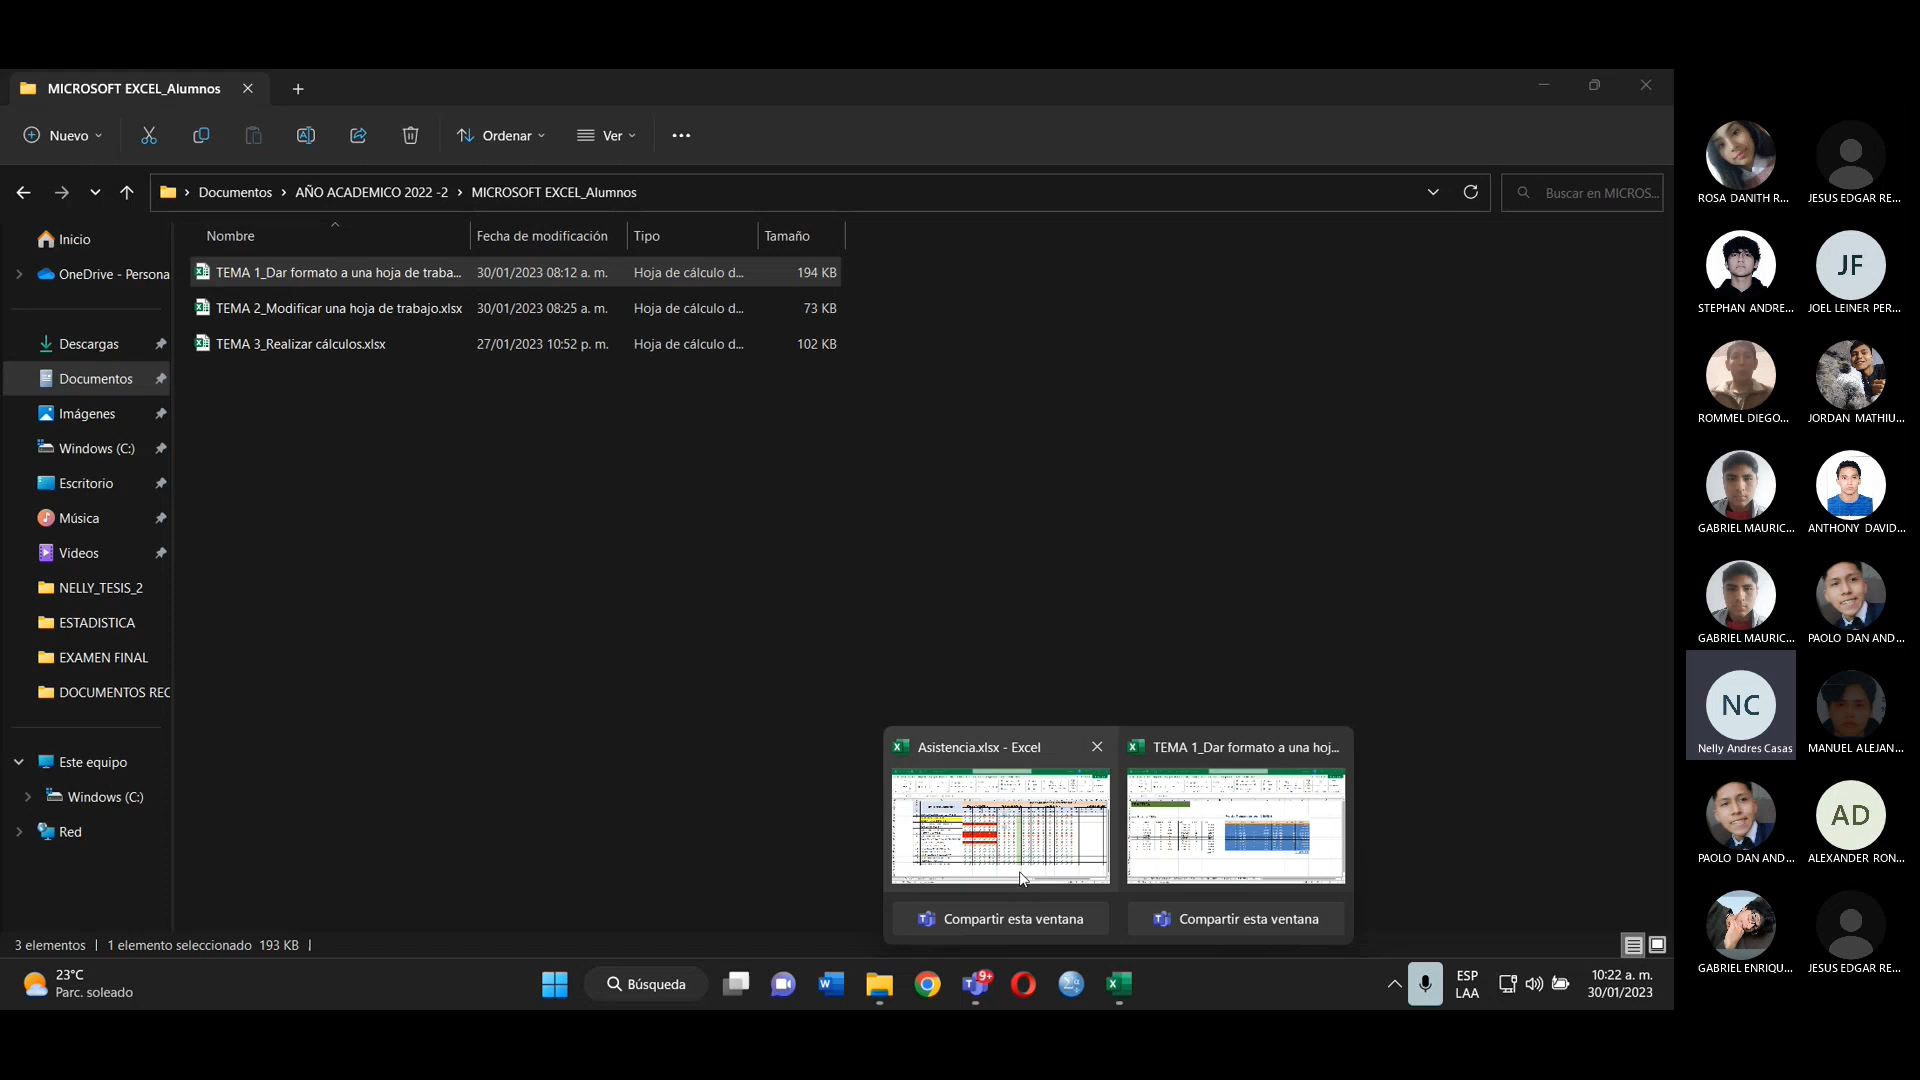 MICROSOFT EXCEL_Alumnos
Nuevo
Ordenar
Ver
Documentos
AÑO ACADEMICO 2022 -2
MICROSOFT EXCEL_Alumnos
Buscar en MICROS...
Nombre
Fecha de modificación
Tipo
Tamaño
TEMA 1_Dar formato a una hoja de traba... 30/01/2023 08:12 a. m. Hoja de cálculo d... 194 KB
TEMA 2_Modificar una hoja de trabajo.xlsx 30/01/2023 08:25 a. m. Hoja de cálculo d... 73 KB
TEMA 3_Realizar cálculos.xlsx 27/01/2023 10:52 p. m. Hoja de cálculo d... 102 KB
Inicio
OneDrive - Persona
Descargas
Documentos
Imágenes
Windows (C:)
Escritorio
Música
Videos
NELLY_TESIS_2
ESTADISTICA
EXAMEN FINAL
DOCUMENTOS REC
Este equipo
Windows (C:)
Red
Asistencia.xlsx - Excel
TEMA 1_Dar formato a una hoj...
Compartir esta ventana
Compartir esta ventana
3 elementos
1 elemento seleccionado 193 KB
23°C
Parc. soleado
Búsqueda
9+
ESP
LAA
10:22 a. m.
30/01/2023
ROSA DANITH R...
JESUS EDGAR RE...
STEPHAN ANDRE...
JF
JOEL LEINER PER...
ROMMEL DIEGO...
JORDAN MATHIU...
GABRIEL MAURIC...
ANTHONY DAVID...
GABRIEL MAURIC...
PAOLO DAN AND...
NC
Nelly Andres Casas
MANUEL ALEJAN...
PAOLO DAN AND...
AD
ALEXANDER RON...
GABRIEL ENRIQU...
JESUS EDGAR RE...